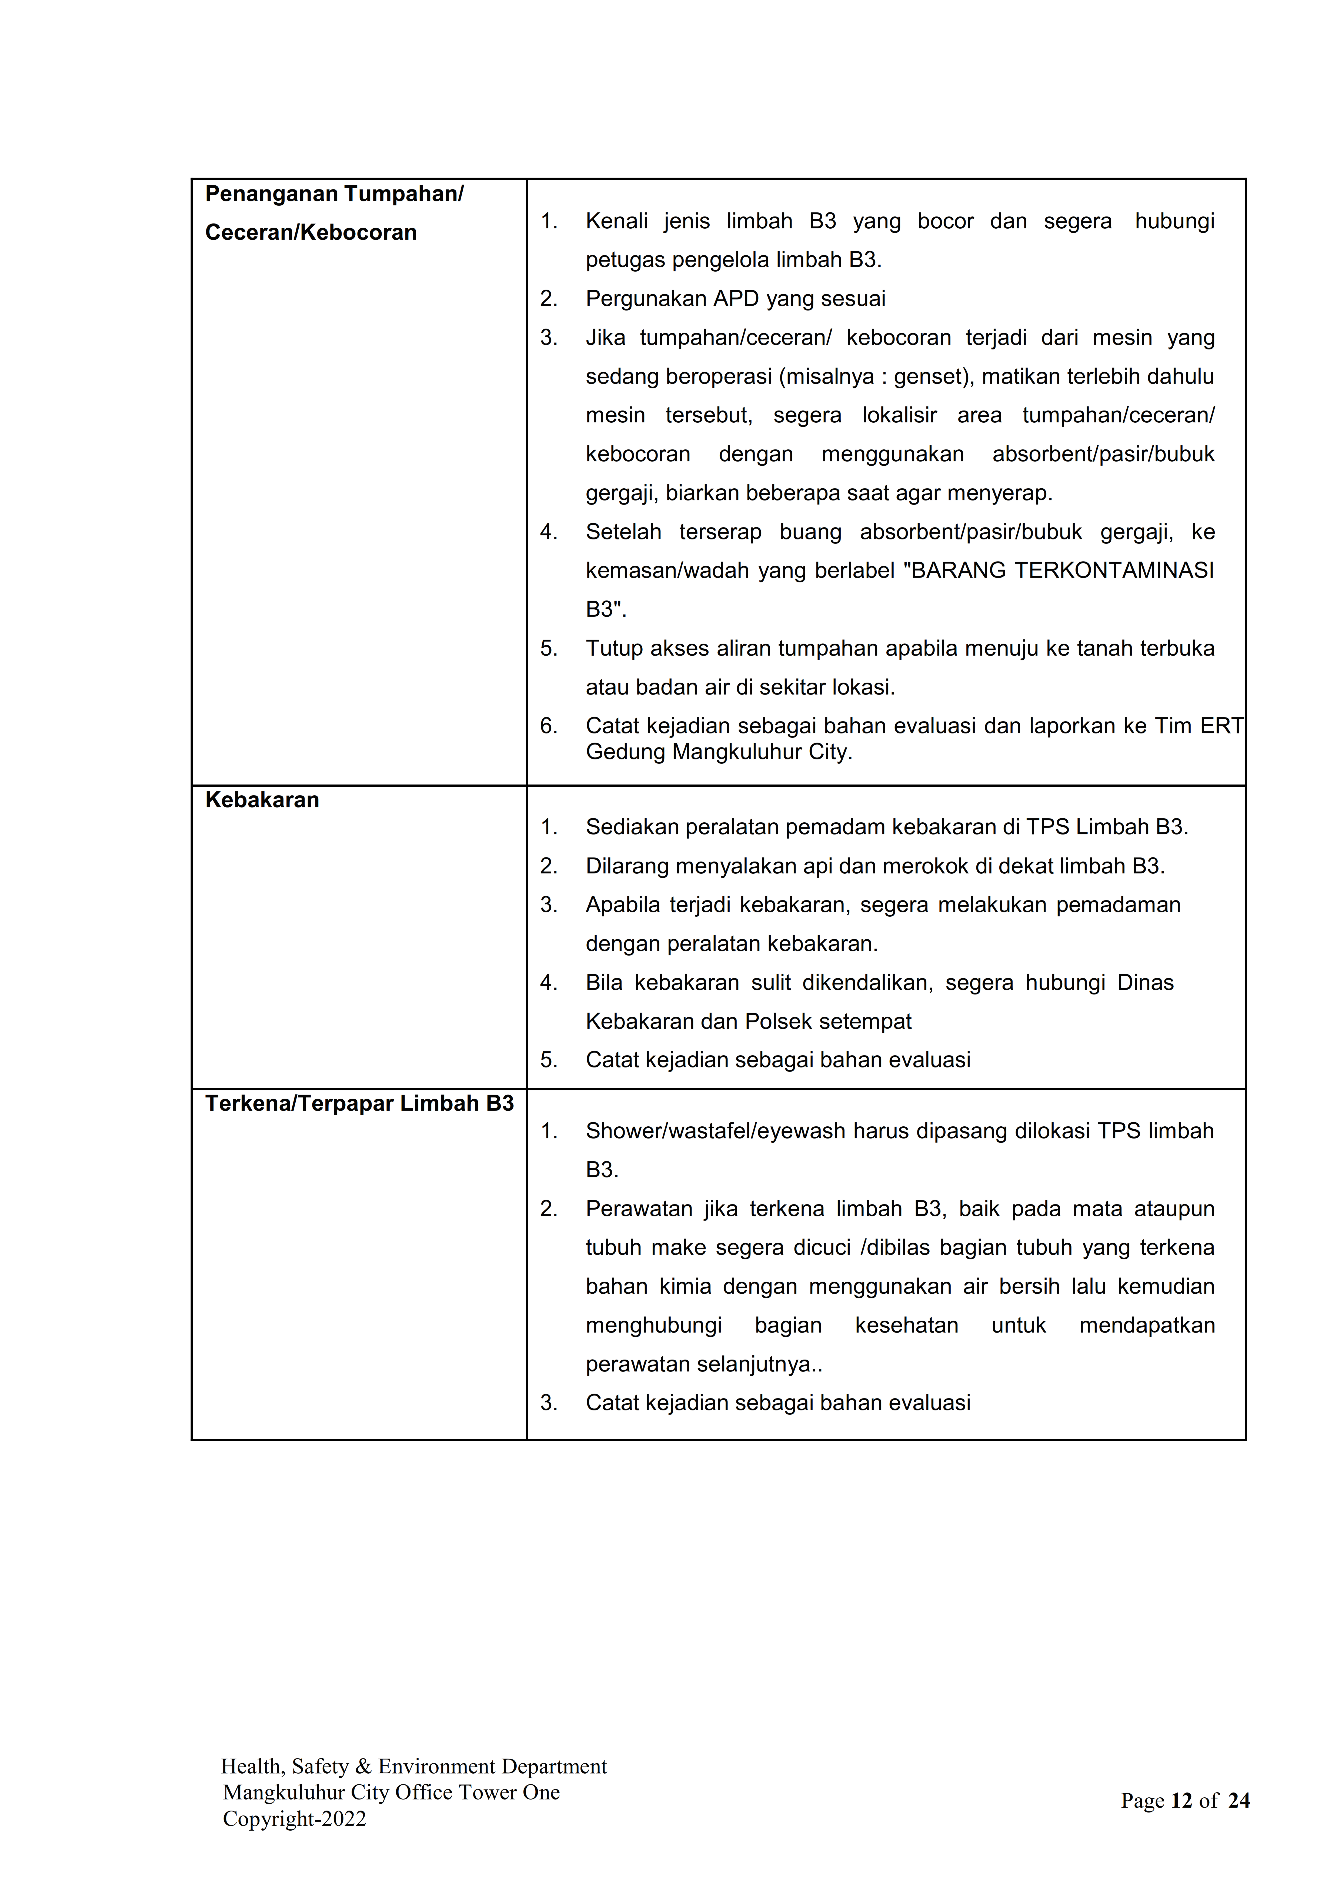 Penanganan Tumpahan/
Ceceran/Kebocoran
1. Kenali jenis limbah B3 yang bocor dan segera hubungi
petugas pengelola limbah B3.
2. Pergunakan APD yang sesuai
3. Jika tumpahan/ceceran/ kebocoran terjadi dari mesin yang
sedang beroperasi (misalnya : genset), matikan terlebih dahulu
mesin tersebut, segera lokalisir area tumpahan/ceceran/
kebocoran dengan menggunakan absorbent/pasir/bubuk
gergaji, biarkan beberapa saat agar menyerap.
4. Setelah terserap buang absorbent/pasir/bubuk gergaji, ke
kemasan/wadah yang berlabel "BARANG TERKONTAMINASI
B3".
5. Tutup akses aliran tumpahan apabila menuju ke tanah terbuka
atau badan air di sekitar lokasi.
6. Catat kejadian sebagai bahan evaluasi dan laporkan ke Tim ERT
Gedung Mangkuluhur City.
Kebakaran
1. Sediakan peralatan pemadam kebakaran di TPS Limbah B3.
2. Dilarang menyalakan api dan merokok di dekat limbah B3.
3. Apabila terjadi kebakaran, segera melakukan pemadaman
dengan peralatan kebakaran.
4. Bila kebakaran sulit dikendalikan, segera hubungi Dinas
Kebakaran dan Polsek setempat
5. Catat kejadian sebagai bahan evaluasi
Terkena/Terpapar Limbah B3
1. Shower/wastafel/eyewash harus dipasang dilokasi TPS limbah
B3.
2. Perawatan jika terkena limbah B3, baik pada mata ataupun
tubuh make segera dicuci /dibilas bagian tubuh yang terkena
bahan kimia dengan menggunakan air bersih lalu kemudian
menghubungi bagian kesehatan untuk mendapatkan
perawatan selanjutnya..
3. Catat kejadian sebagai bahan evaluasi
Health, Safety & Environment Department
Mangkuluhur City Office Tower One
Copyright-2022
Page 12 of 24